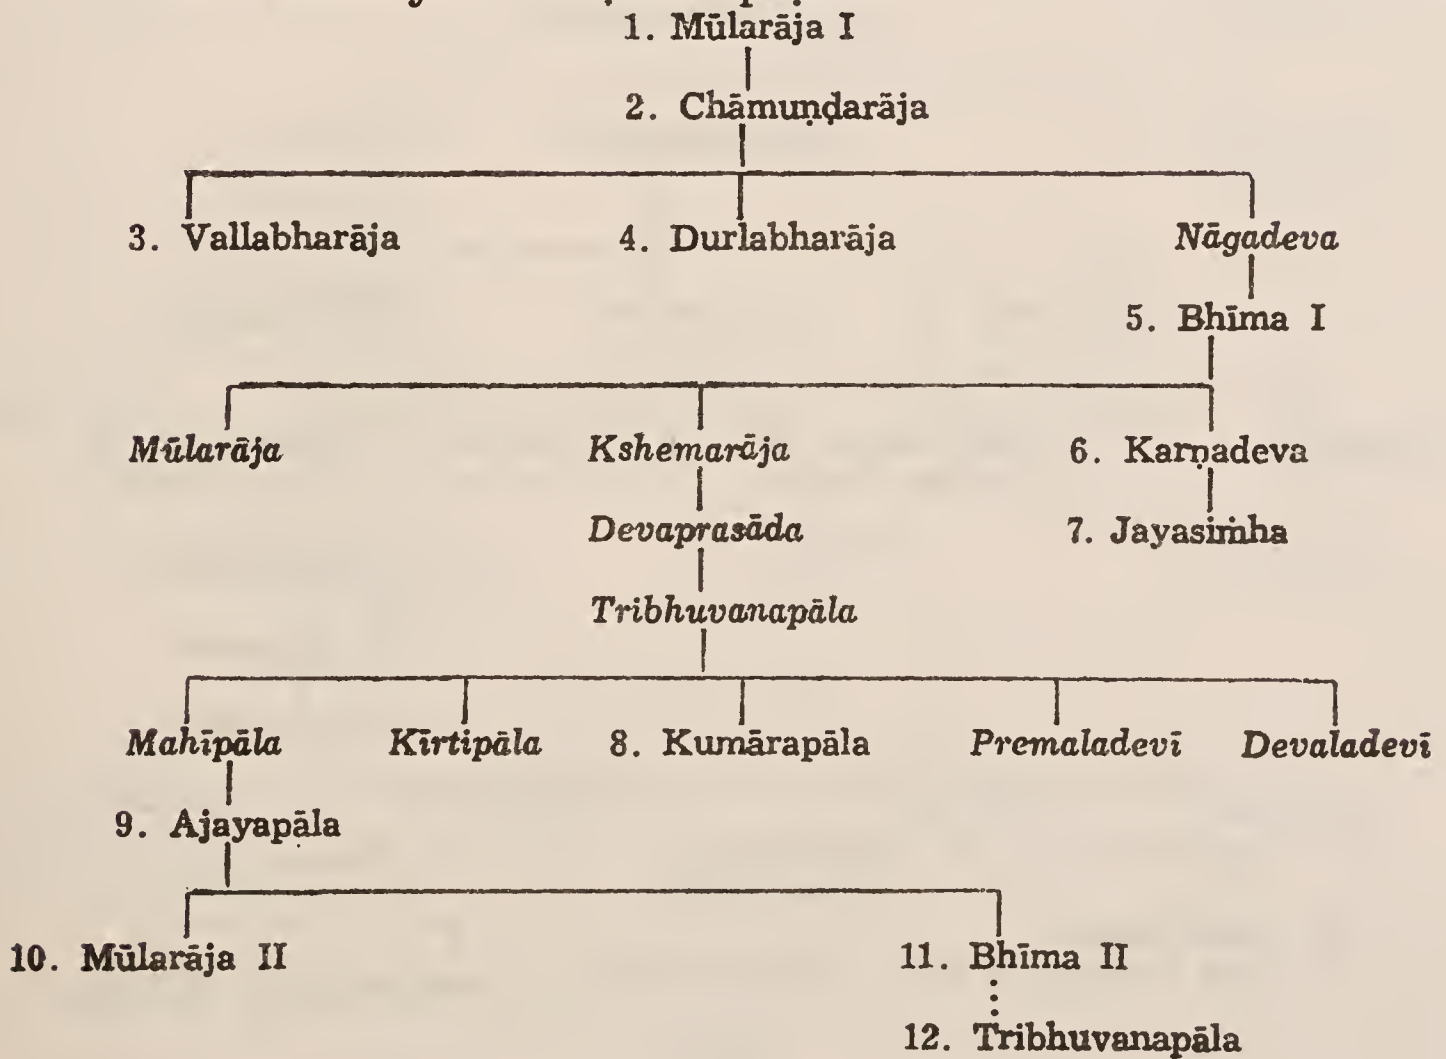 1. Mūlarāja I
2. Chāmuṇḍarāja
3. Vallabharāja 4. Durlabharāja Nāgadeva
5. Bhīma I
Mūlarāja Kshemarāja 6. Karṇadeva
Devaprasāda 7. Jayasiṁha
Tribhuvanapāla
Mahīpāla Kīrtipāla 8. Kumārapāla Premaladevī Devaladevī
9. Ajayapāla
10. Mūlarāja II 11. Bhīma II
12. Tribhuvanapāla